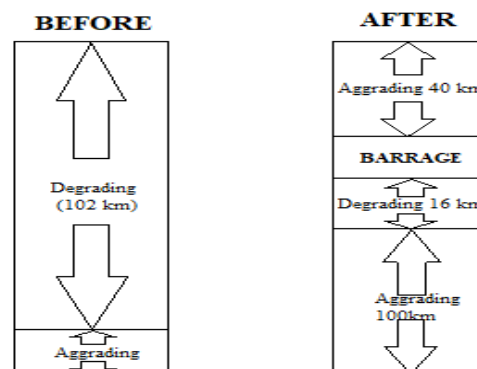 BEFORE
Degrading
(102 km)
Aggrading
AFTER
Aggrading 40 km
BARRAGE
Degrading 16 km
Aggrading
100km